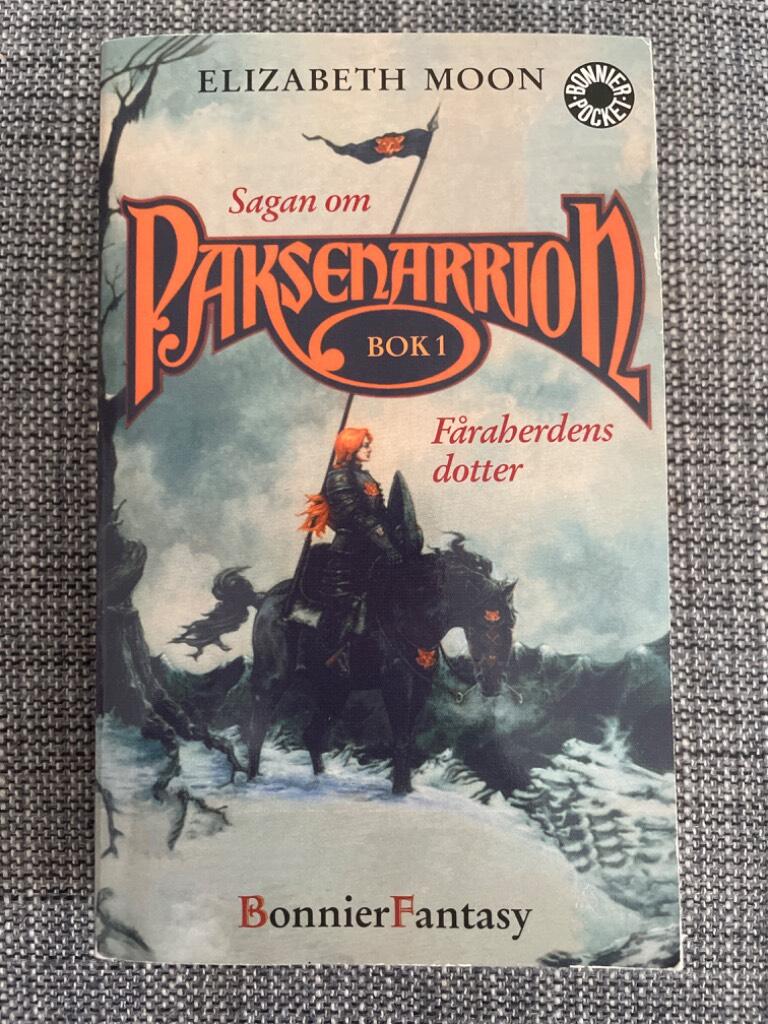 ELIZABETH MOON
BONNIER
POCKET
Sagan om
PAKSENARRION
BOK 1
Fåraherdens
dotter
BonnierFantasy